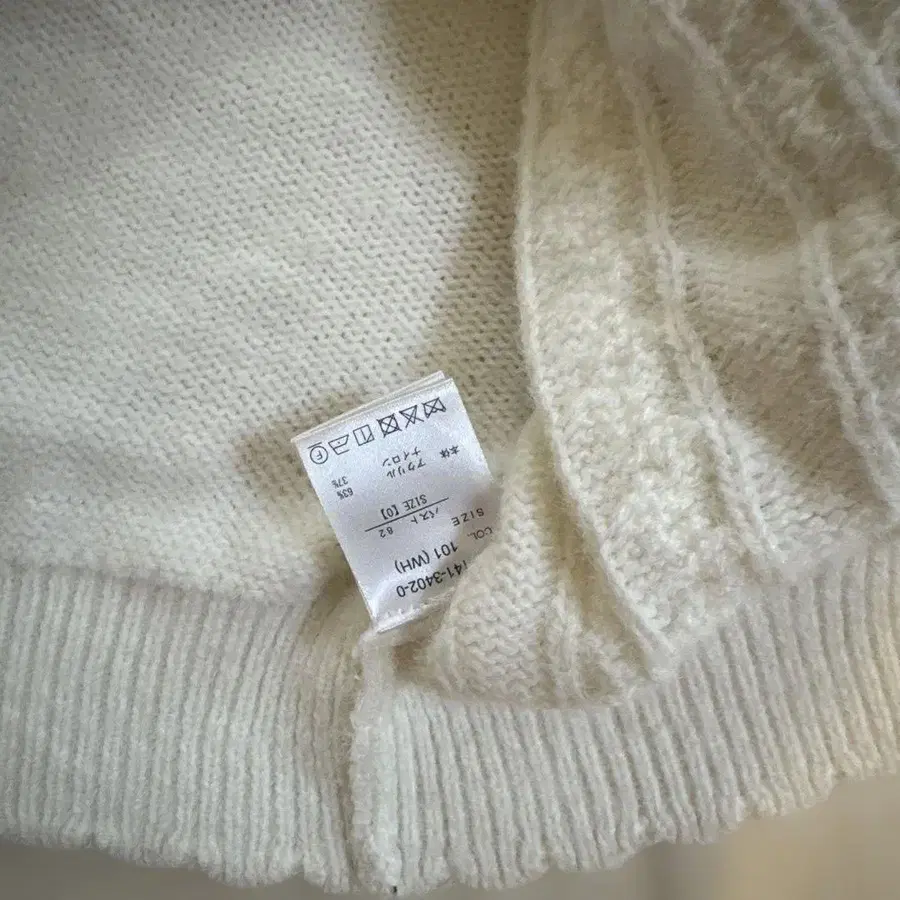 41-3402-0
COL. 101 (WH)
SIZE
バスト 82
SIZE [0]
本体 アクリル 63%
ナイロン 37%
F